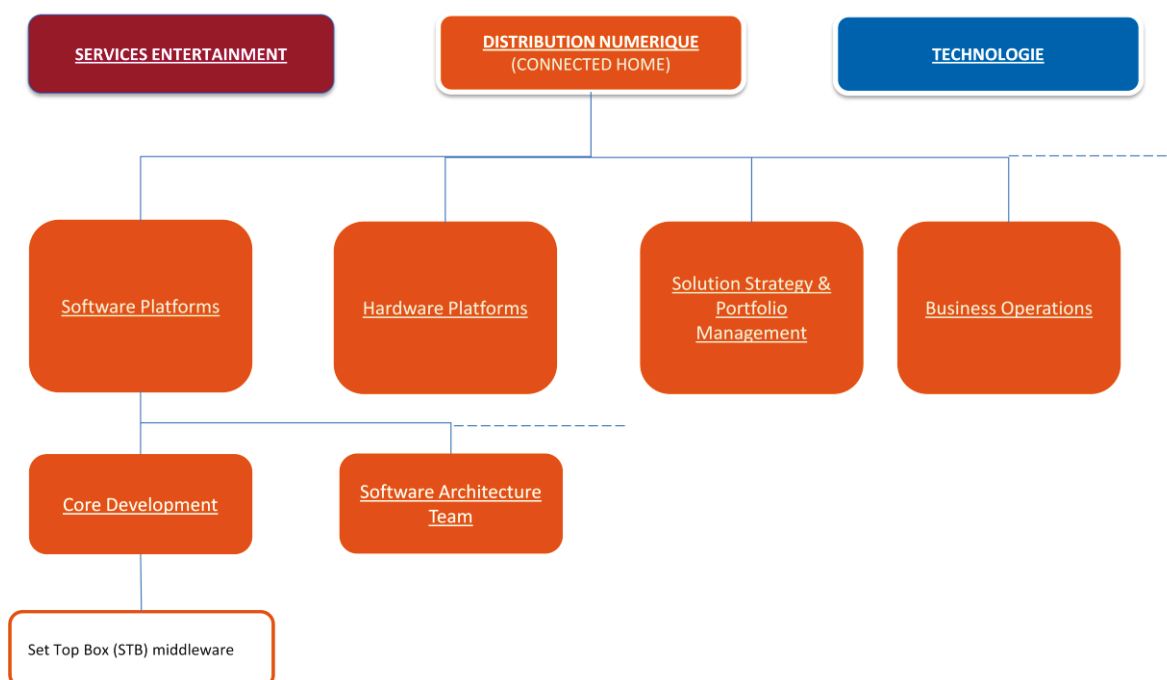 SERVICES ENTERTAINMENT
DISTRIBUTION NUMERIQUE
(CONNECTED HOME)
TECHNOLOGIE
Software Platforms
Hardware Platforms
Solution Strategy &
Portfolio
Management
Business Operations
Core Development
Software Architecture
Team
Set Top Box (STB) middleware